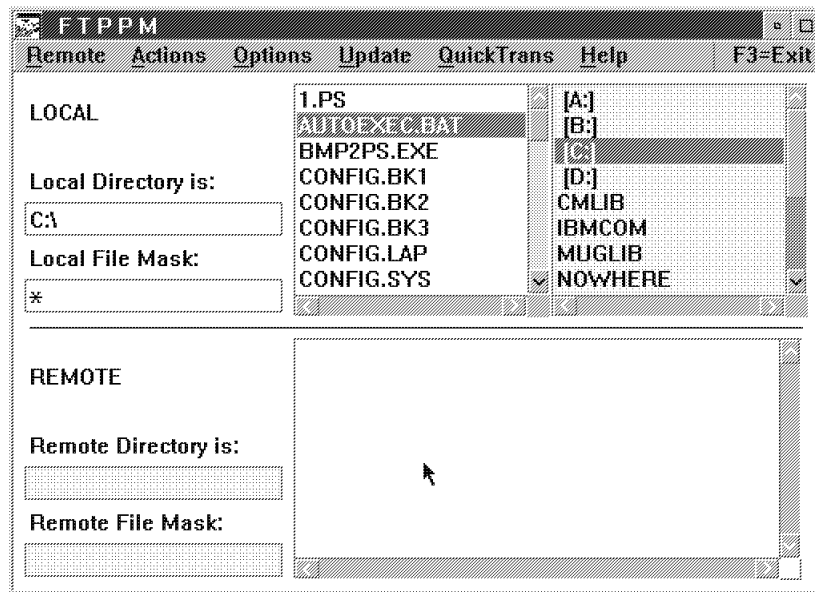 FTPPM
Remote Actions Options Update QuickTrans Help F3=Exit
LOCAL
Local Directory is:
C:\
Local File Mask:
*
1.PS
AUTOEXEC.BAT
BMP2PS.EXE
CONFIG.BK1
CONFIG.BK2
CONFIG.BK3
CONFIG.LAP
CONFIG.SYS
[A:]
[B:]
[C:]
[D:]
CMLIB
IBMCOM
MUGLIB
NOWHERE
REMOTE
Remote Directory is:
Remote File Mask: